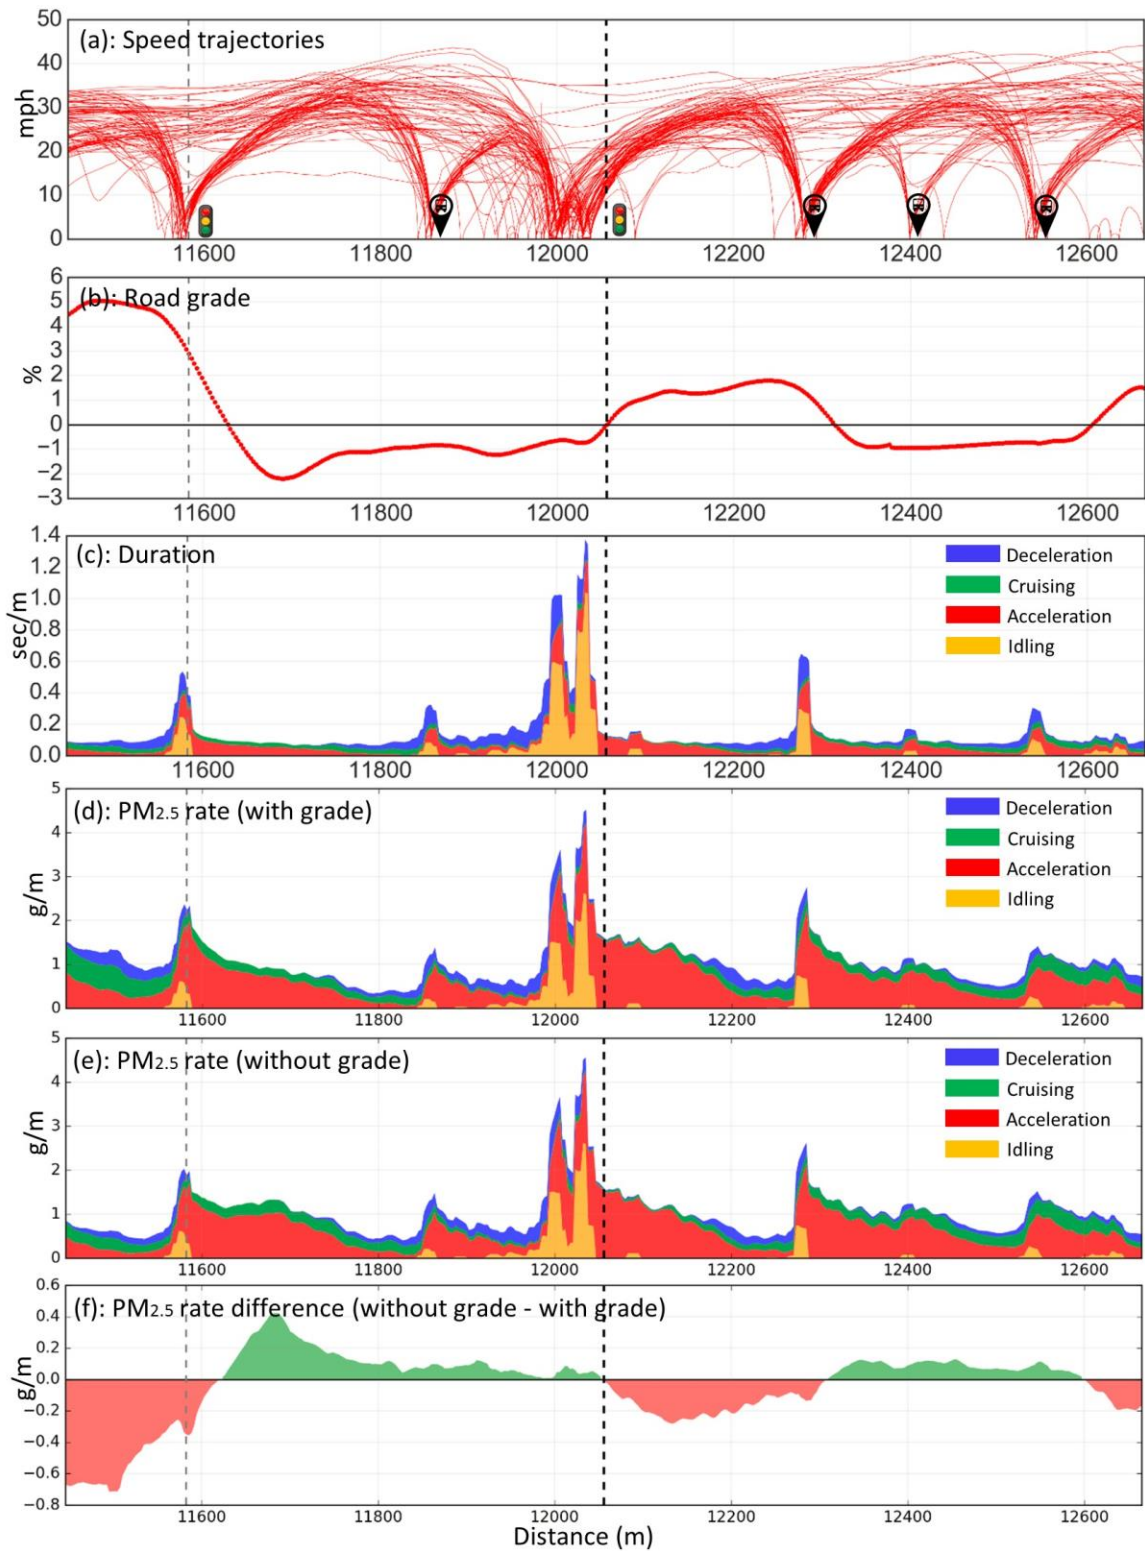 (a): Speed trajectories
mph
50
40
30
20
10
0
11600 11800 12000 12200 12400 12600
(b): Road grade
%
6
5
4
3
2
1
0
−1
−2
−3
11600 11800 12000 12200 12400 12600
(c): Duration
sec/m
1.4
1.2
1.0
0.8
0.6
0.4
0.2
0.0
Deceleration
Cruising
Acceleration
Idling
11600 11800 12000 12200 12400 12600
(d): PM2.5 rate (with grade)
g/m
5
4
3
2
1
0
Deceleration
Cruising
Acceleration
Idling
11600 11800 12000 12200 12400 12600
(e): PM2.5 rate (without grade)
g/m
5
4
3
2
1
0
Deceleration
Cruising
Acceleration
Idling
11600 11800 12000 12200 12400 12600
(f): PM2.5 rate difference (without grade - with grade)
g/m
0.6
0.4
0.2
0.0
−0.2
−0.4
−0.6
−0.8
11600 11800 12000 12200 12400 12600
Distance (m)